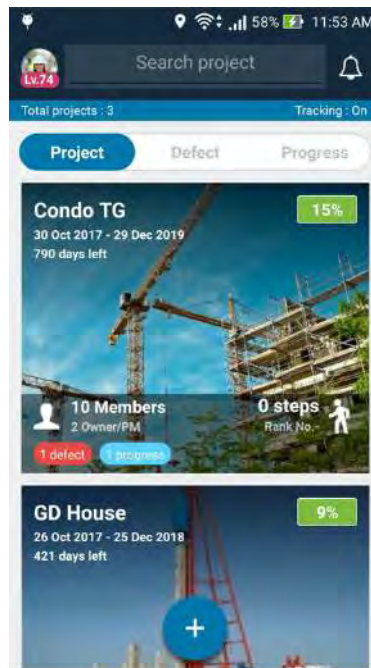 58% 11:53 AM
Search project
Lv.74
Total projects : 3 Tracking : On
Project Defect Progress
Condo TG 15%
30 Oct 2017 - 29 Dec 2019
790 days left
10 Members 0 steps
2 Owner/PM Rank No.-
1 defect 1 progress
GD House 9%
26 Oct 2017 - 25 Dec 2018
421 days left
+